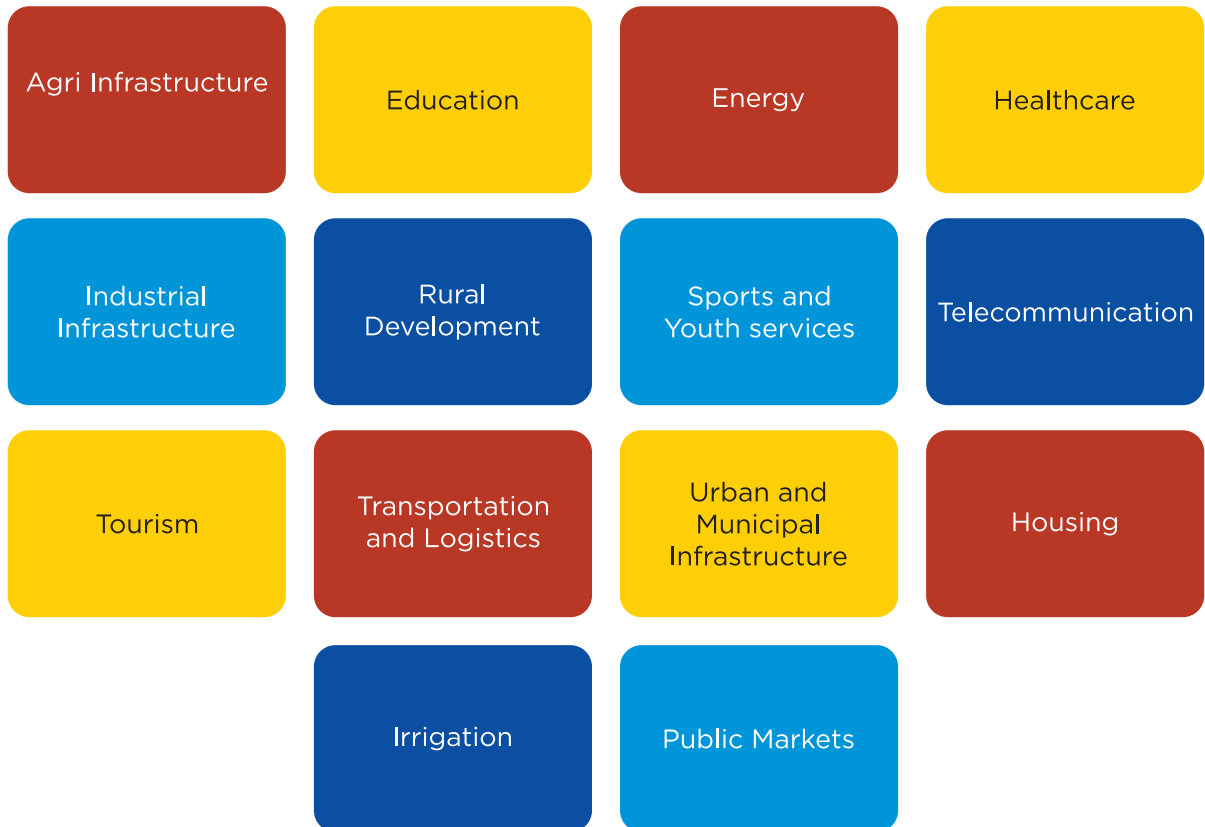 Agri Infrastructure
Education
Energy
Healthcare
Industrial
Infrastructure
Rural
Development
Sports and
Youth services
Telecommunication
Tourism
Transportation
and Logistics
Urban and
Municipal
Infrastructure
Housing
Irrigation
Public Markets